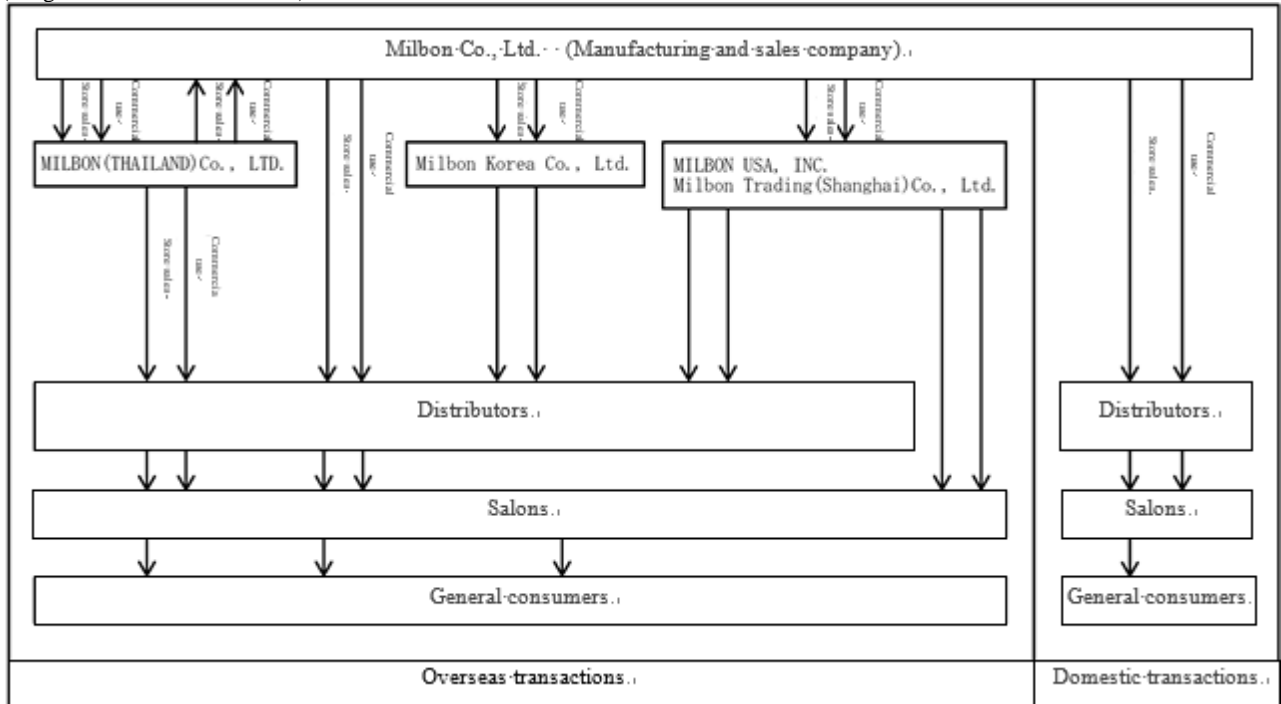 Milbon Co., Ltd. (Manufacturing and sales company).
Store sales
Commercial
use
Store sales
Commercial
use
Store sales
Commercial
use
Store sales
Commercial
use
Store sales
Commercial
use
Store sales
Commercial
use
MILBON(THAILAND)Co., LTD.
Milbon Korea Co., Ltd.
MILBON USA, INC.
Milbon Trading(Shanghai)Co., Ltd.
Store sales
Commercia
use
Distributors.
Distributors.
Salons.
Salons.
General consumers.
General consumers.
Overseas transactions.
Domestic transactions.